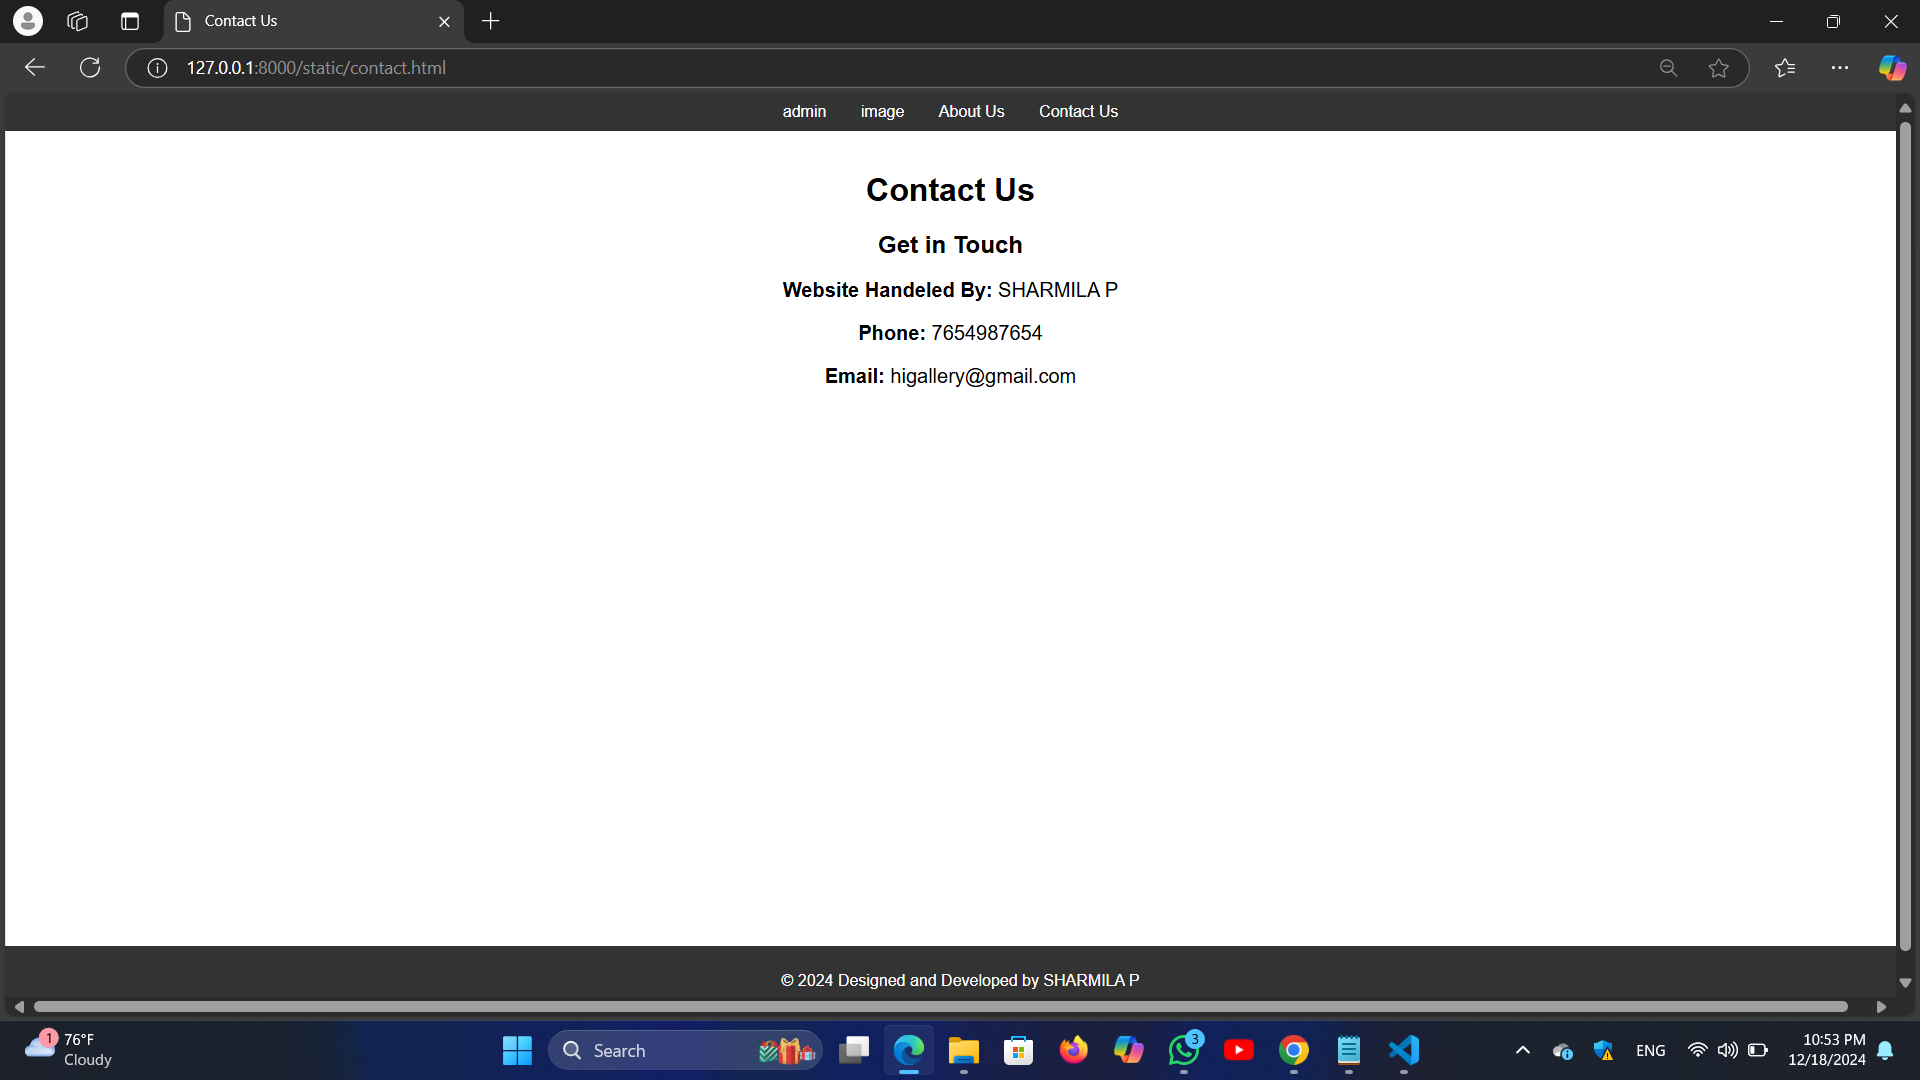 Contact Us
127.0.0.1:8000/static/contact.html
admin image About Us Contact Us
Contact Us
Get in Touch
Website Handeled By: SHARMILA P
Phone: 7654987654
Email: higallery@gmail.com
© 2024 Designed and Developed by SHARMILA P
1
76°F
Cloudy
Search
3
ENG
10:53 PM
12/18/2024